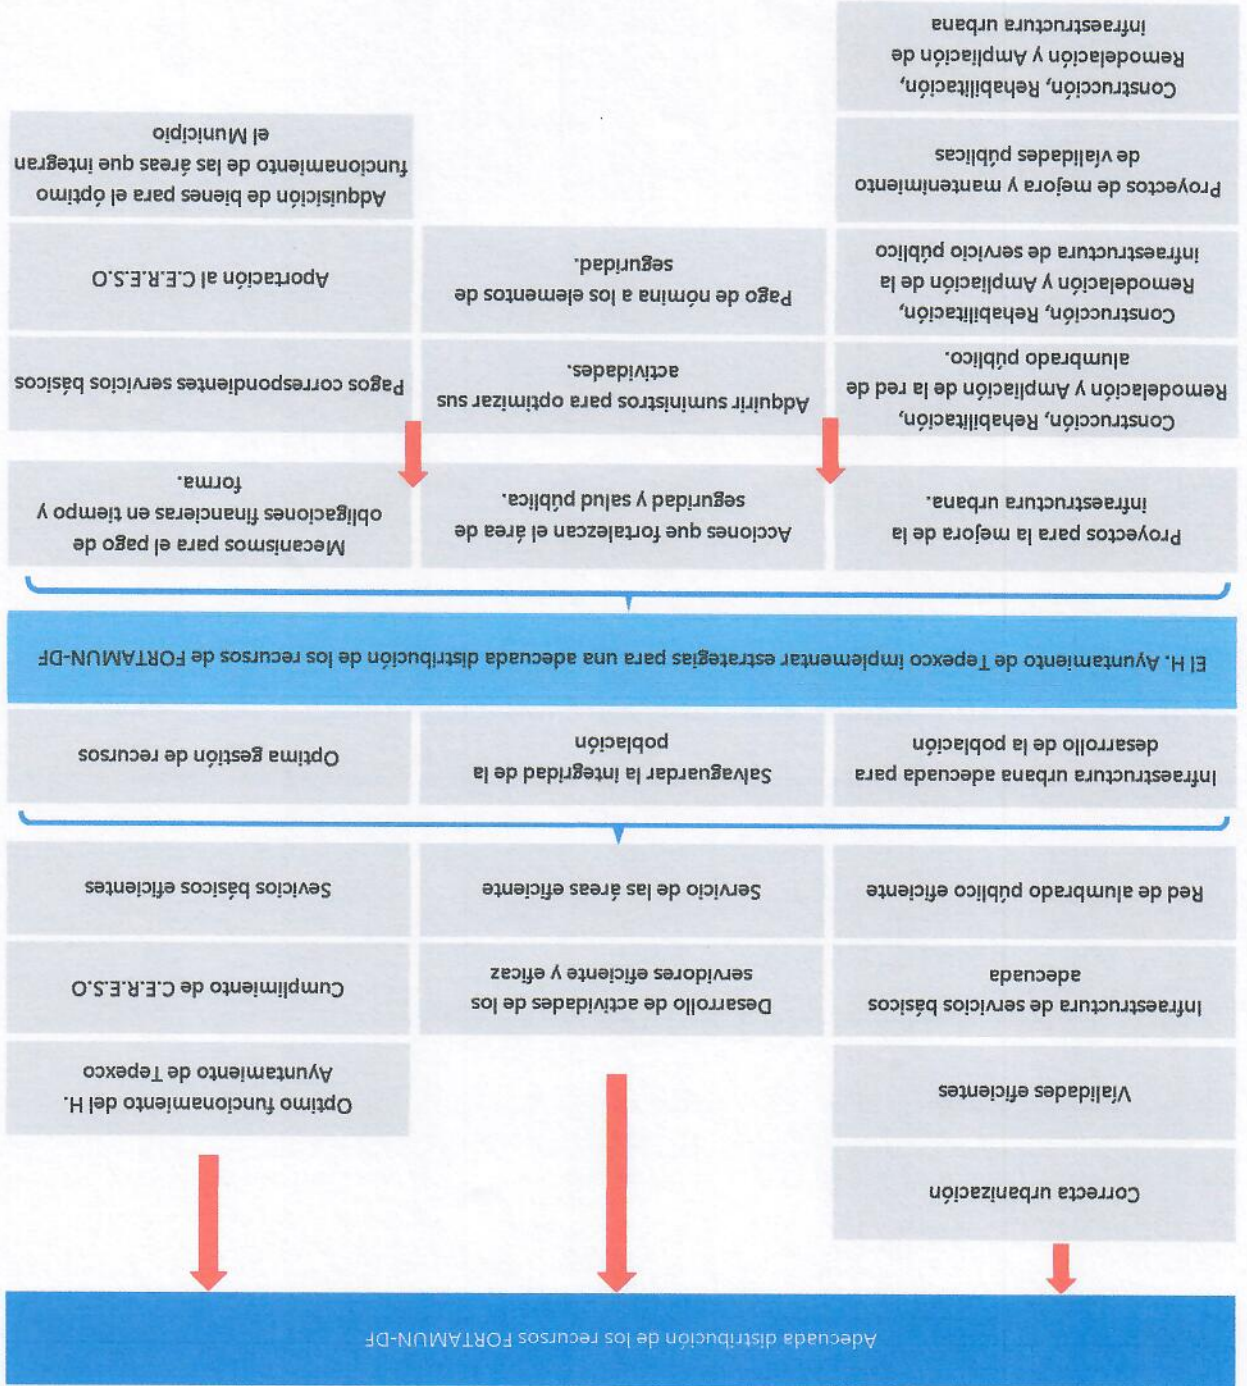 Adecuada distribución de los recursos FORTAMUN-DF
Correcta urbanización
Víalidades eficientes
Optimo funcionamiento del H.
Ayuntamiento de Tepexco
Infraestructura de servicios básicos
adecuada
Desarrollo de actividades de los
servidores eficiente y eficaz
Cumplimiento de C.E.R.E.S.O
Red de alumbrado público eficiente
Servicio de las áreas eficiente
Sevicios básicos eficientes
Infraestructura urbana adecuada para
desarrollo de la población
Salvaguardar la integridad de la
población
Optima gestión de recursos
El H. Ayuntamiento de Tepexco implementar estrategias para una adecuada distribución de los recursos de FORTAMUN-DF
Proyectos para la mejora de la
infraestructura urbana.
Acciones que fortalezcan el área de
seguridad y salud pública.
Mecanismos para el pago de
obligaciones financieras en tiempo y
forma.
Construcción, Rehabilitación,
Remodelación y Ampliación de la red de
alumbrado público.
Adquirir suministros para optimizar sus
actividades.
Pagos correspondientes servicios básicos
Construcción, Rehabilitación,
Remodelación y Ampliación de la
infraestructura de servicio público
Pago de nómina a los elementos de
seguridad.
Aportación al C.E.R.E.S.O
Proyectos de mejora y mantenimiento
de víalidades públicas
Adquisición de bienes para el óptimo
funcionamiento de las áreas que integran
el Municipio
Construcción, Rehabilitación,
Remodelación y Ampliación de
infraestructura urbana